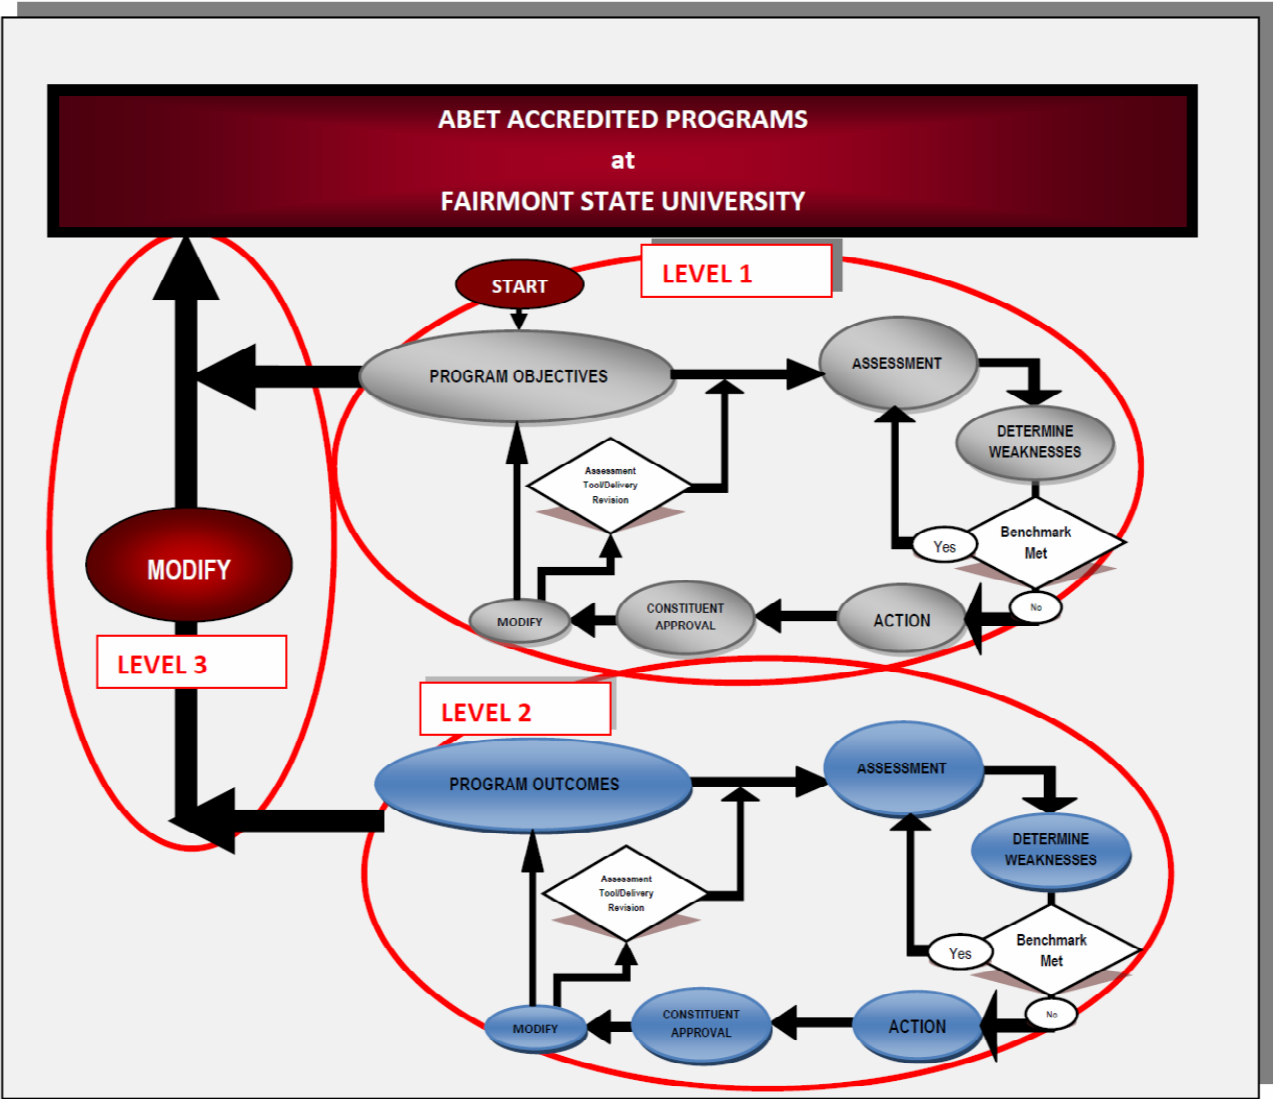 ABET ACCREDITED PROGRAMS
at
FAIRMONT STATE UNIVERSITY
LEVEL 1
START
PROGRAM OBJECTIVES
ASSESSMENT
DETERMINE
WEAKNESSES
Assessment
Tool/Delivery
Revision
Benchmark
Met
Yes
No
MODIFY
CONSTITUENT
APPROVAL
ACTION
MODIFY
LEVEL 3
LEVEL 2
PROGRAM OUTCOMES
ASSESSMENT
DETERMINE
WEAKNESSES
Assessment
Tool/Delivery
Revision
Benchmark
Met
Yes
No
MODIFY
CONSTITUENT
APPROVAL
ACTION